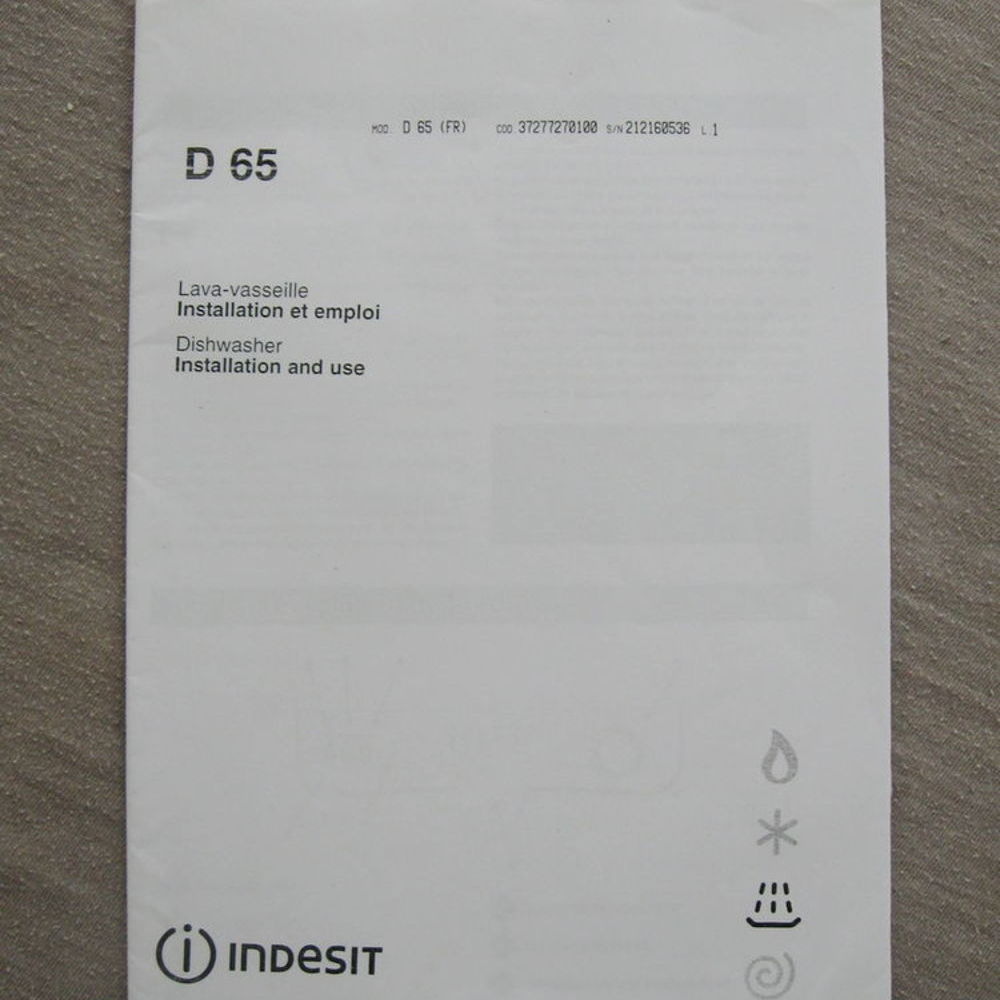 MOD. D 65 (FR) COD. 37277270100 S/N 212160536 L.1
D 65
Lava-vasseille
Installation et emploi
Dishwasher
Installation and use
INDESIT